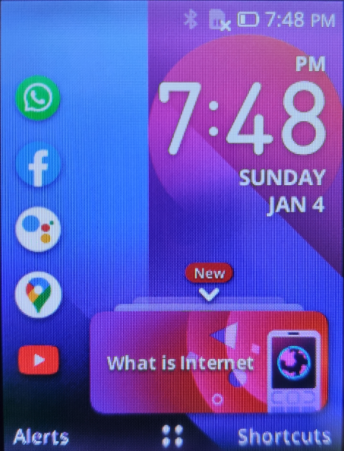 7:48 PM
PM
7:48
SUNDAY
JAN 4
New
What is Internet
Alerts
Shortcuts